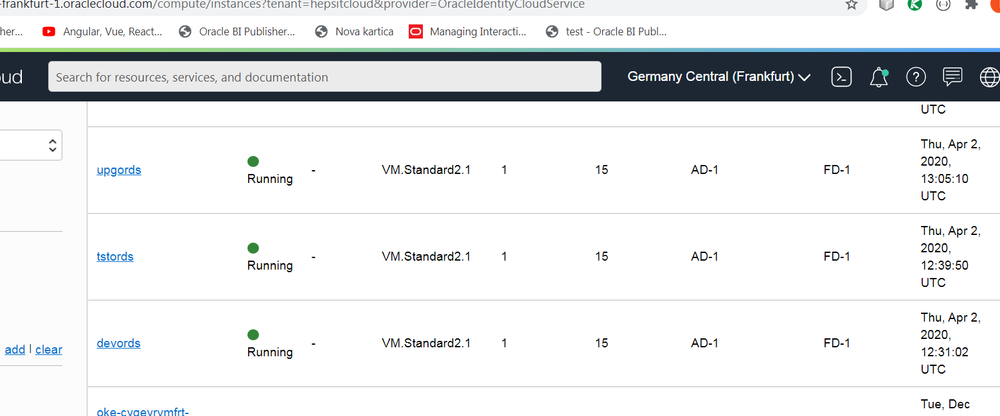 -frankfurt-1.oraclecloud.com/compute/instances?tenant=hepsitcloud&provider=OracleIdentityCloudService
her... Angular, Vue, React... Oracle BI Publisher... Nova kartica Managing Interacti... test - Oracle BI Publ...
oud Search for resources, services, and documentation Germany Central (Frankfurt)
UTC
upgords Running - VM.Standard2.1 1 15 AD-1 FD-1 Thu, Apr 2,
2020,
13:05:10
UTC
tstords Running - VM.Standard2.1 1 15 AD-1 FD-1 Thu, Apr 2,
2020,
12:39:50
UTC
devords Running - VM.Standard2.1 1 15 AD-1 FD-1 Thu, Apr 2,
2020,
12:31:02
UTC
add | clear
oke-cygeyrymfrt- Tue, Dec